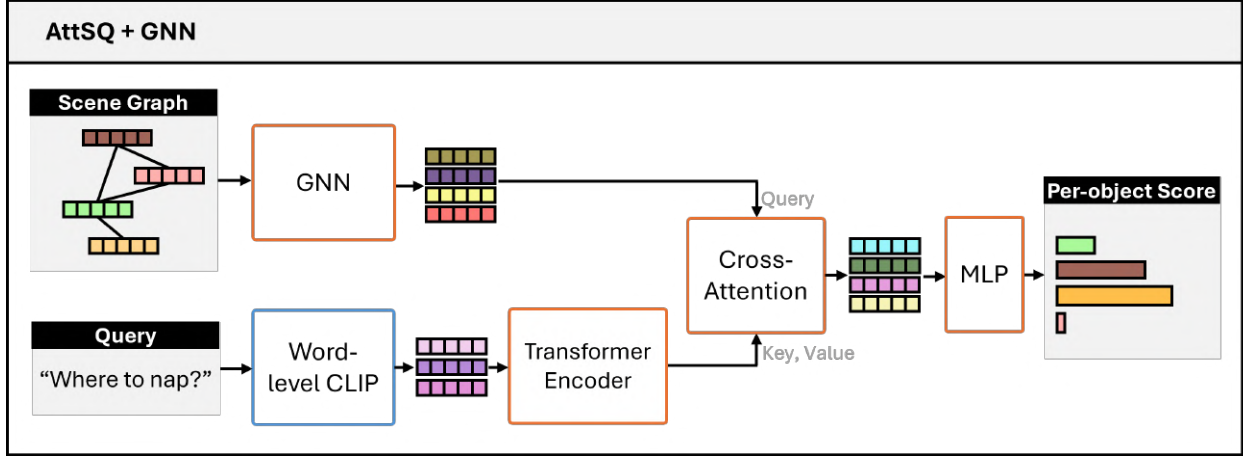 AttSQ + GNN
Scene Graph
GNN
Query
Per-object Score
Cross-
Attention
MLP
Query
"Where to nap?"
Word-
level CLIP
Transformer
Encoder
Key, Value